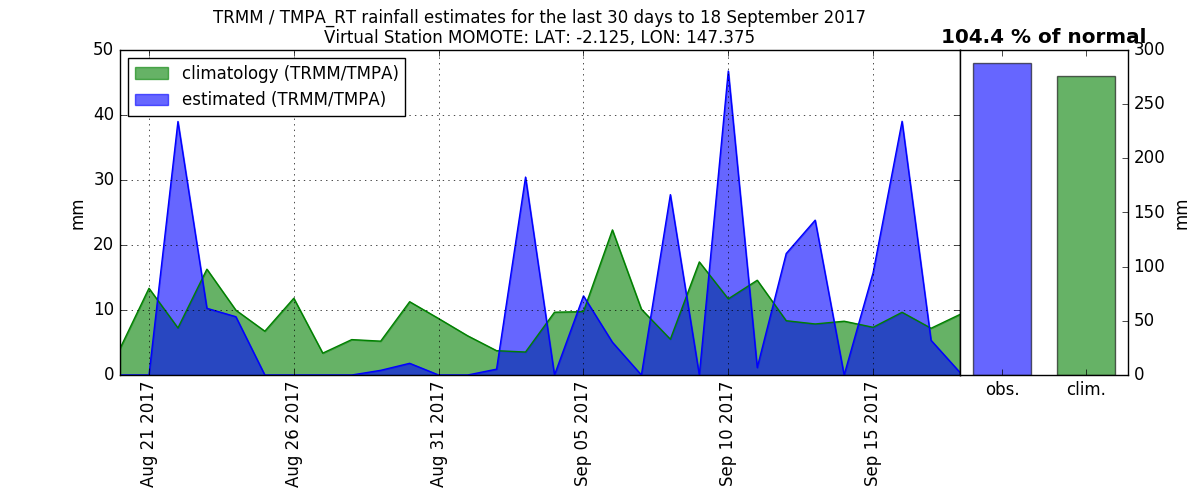 TRMM / TMPA_RT rainfall estimates for the last 30 days to 18 September 2017
Virtual Station MOMOTE: LAT: -2.125, LON: 147.375
104.4 % of normal
climatology (TRMM/TMPA)
estimated (TRMM/TMPA)
50
40
30
20
10
0
mm
Aug 21 2017
Aug 26 2017
Aug 31 2017
Sep 05 2017
Sep 10 2017
Sep 15 2017
obs.
clim.
300
250
200
150
100
50
0
mm